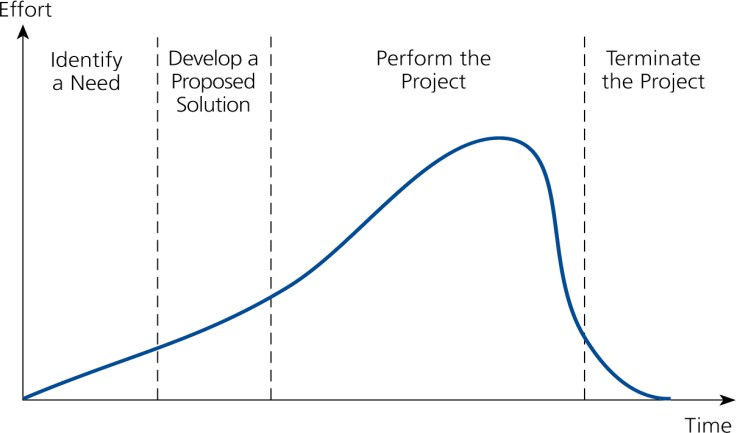 Effort
Identify
a Need
Develop a
Proposed
Solution
Perform the
Project
Terminate
the Project
Time